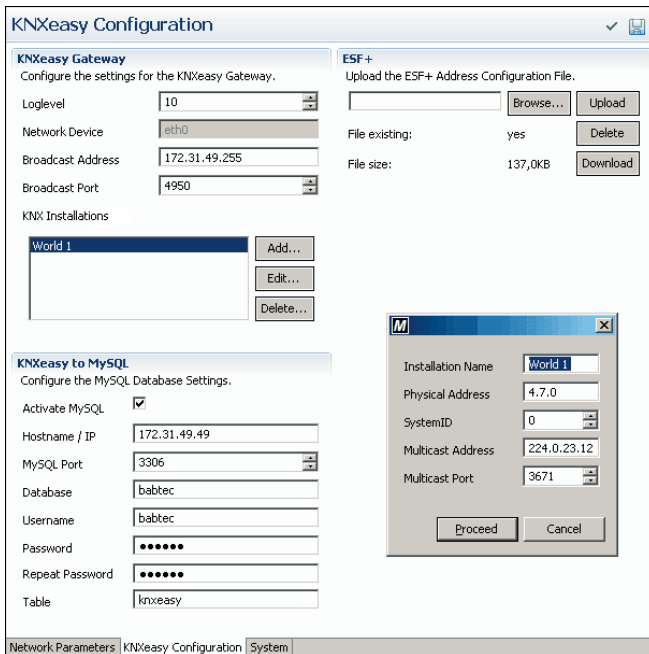 KNXeasy Configuration
KNXeasy Gateway
Configure the settings for the KNXeasy Gateway.
Loglevel 10
Network Device eth0
Broadcast Address 172.31.49.255
Broadcast Port 4950
KNX Installations
World 1
Add...
Edit...
Delete...
ESF+
Upload the ESF+ Address Configuration File.
Browse... Upload
File existing: yes Delete
File size: 137,0KB Download
KNXeasy to MySQL
Configure the MySQL Database Settings.
Activate MySQL
Hostname / IP 172.31.49.49
MySQL Port 3306
Database babtec
Username babtec
Password ●●●●●●
Repeat Password ●●●●●●
Table knxeasy
M
Installation Name World 1
Physical Address 4.7.0
SystemID 0
Multicast Address 224.0.23.12
Multicast Port 3671
Proceed Cancel
Network Parameters KNXeasy Configuration System